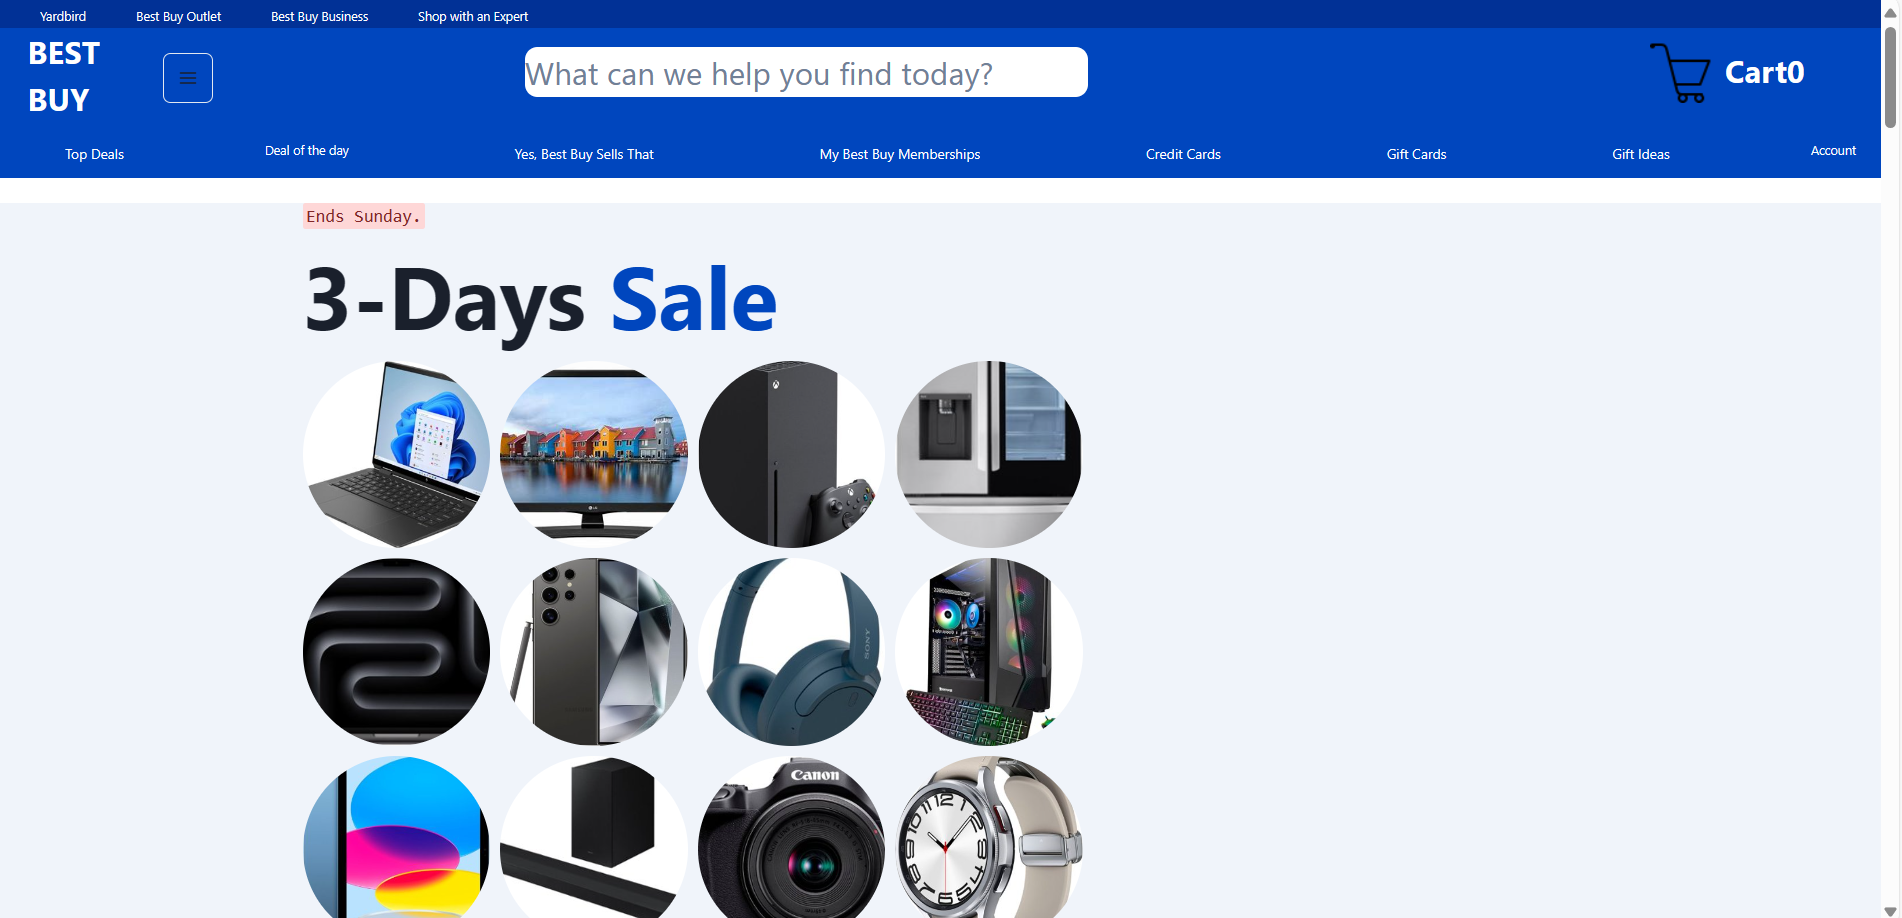 Yardbird Best Buy Outlet Best Buy Business Shop with an Expert
BEST
BUY
What can we help you find today?
Cart0
Top Deals Deal of the day Yes, Best Buy Sells That My Best Buy Memberships Credit Cards Gift Cards Gift Ideas Account
Ends Sunday.
3-Days Sale
SONY
Canon